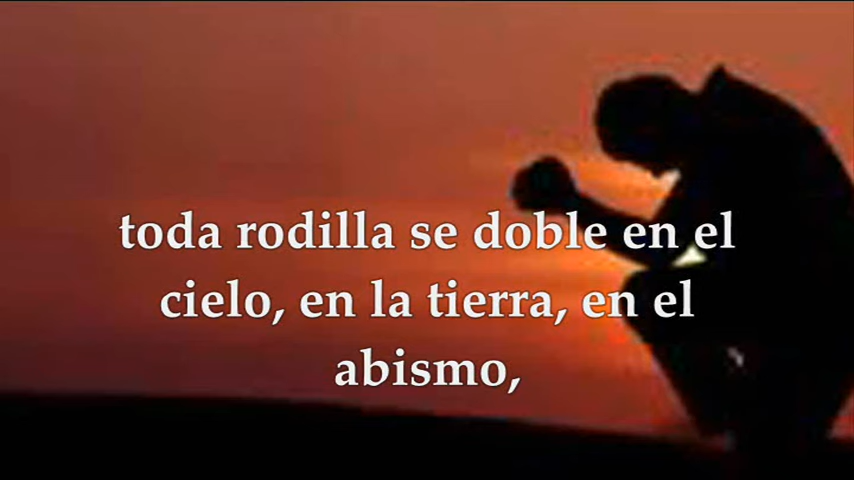 toda rodilla se doble en el
cielo, en la tierra, en el
abismo,